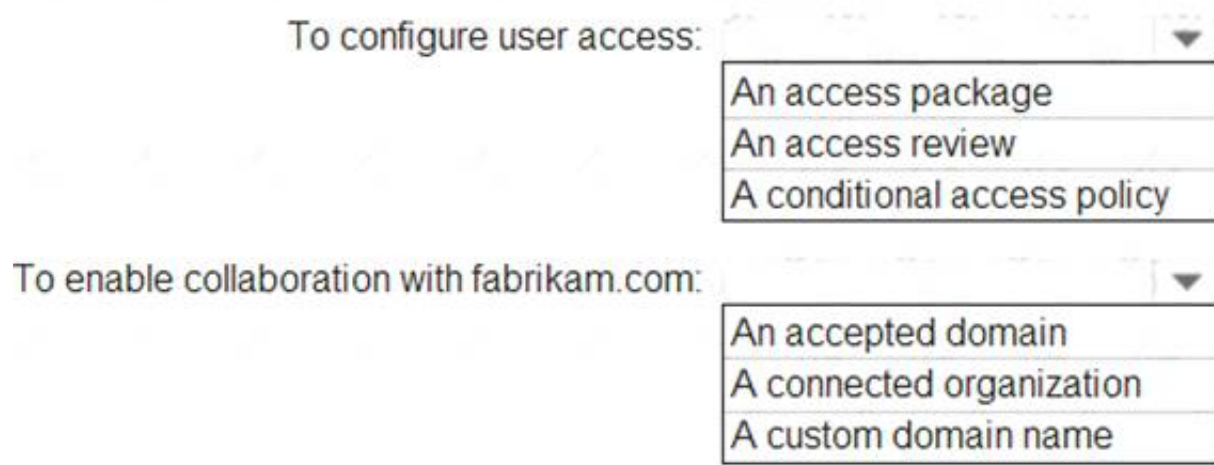 To configure user access:
An access package
An access review
A conditional access policy
To enable collaboration with fabrikam.com:
An accepted domain
A connected organization
A custom domain name